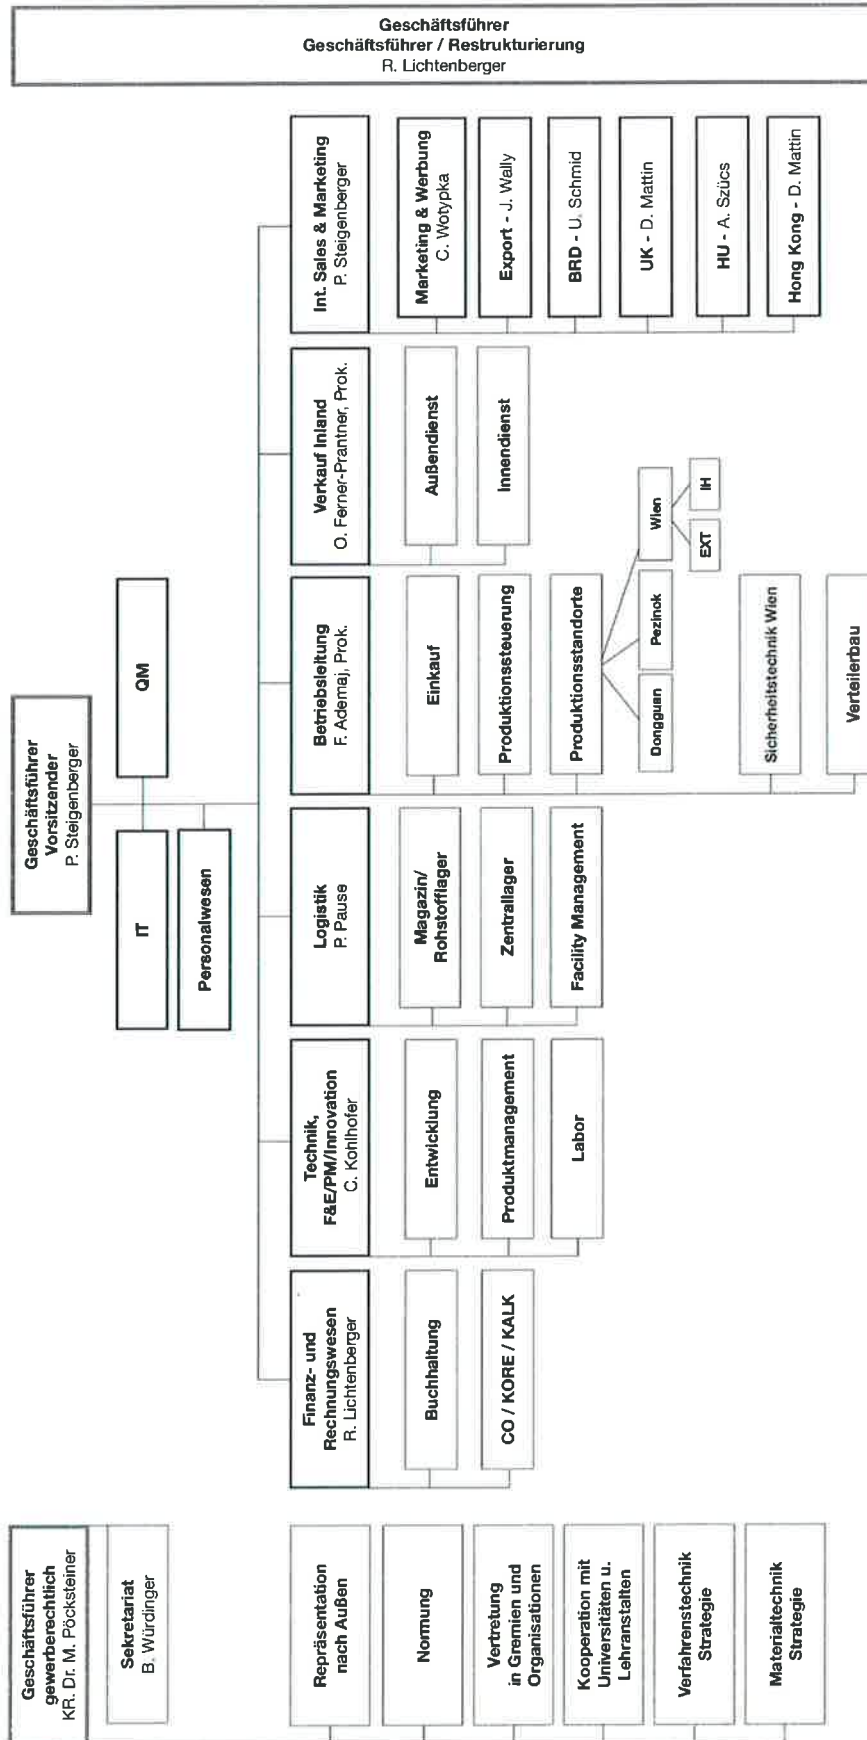 Geschäftsführer
gewerberechtlich
KR. Dr. M. Pöcksteiner
Sekretariat
B. Würdinger
Repräsentation
nach Außen
Normung
Vertretung
in Gremien und
Organisationen
Kooperation mit
Universitäten u.
Lehranstalten
Verfahrenstechnik
Strategie
Materialtechnik
Strategie
Geschäftsführer
Vorsitzender
P. Steigenberger
IT
QM
Personalwesen
Finanz- und
Rechnungswesen
R. Lichtenberger
Buchhaltung
CO / KORE / KALK
Technik,
F&E/PM/Innovation
C. Kohlhofer
Entwicklung
Produktmanagement
Labor
Logistik
P. Pause
Magazin/
Rohstofflager
Zentrallager
Facility Management
Betriebsleitung
F. Ademaj, Prok.
Einkauf
Produktionssteuerung
Produktionsstandorte
Dongguan
Pezinok
Wien
EXT
IH
Sicherheitstechnik Wien
Verteilerbau
Verkauf Inland
O. Ferner-Prantner, Prok.
Außendienst
Innendienst
Int. Sales & Marketing
P. Steigenberger
Marketing & Werbung
C. Wotypka
Export - J. Wally
BRD - U. Schmid
UK - D. Mattin
HU - A. Szücs
Hong Kong - D. Mattin
Geschäftsführer
Geschäftsführer / Restrukturierung
R. Lichtenberger